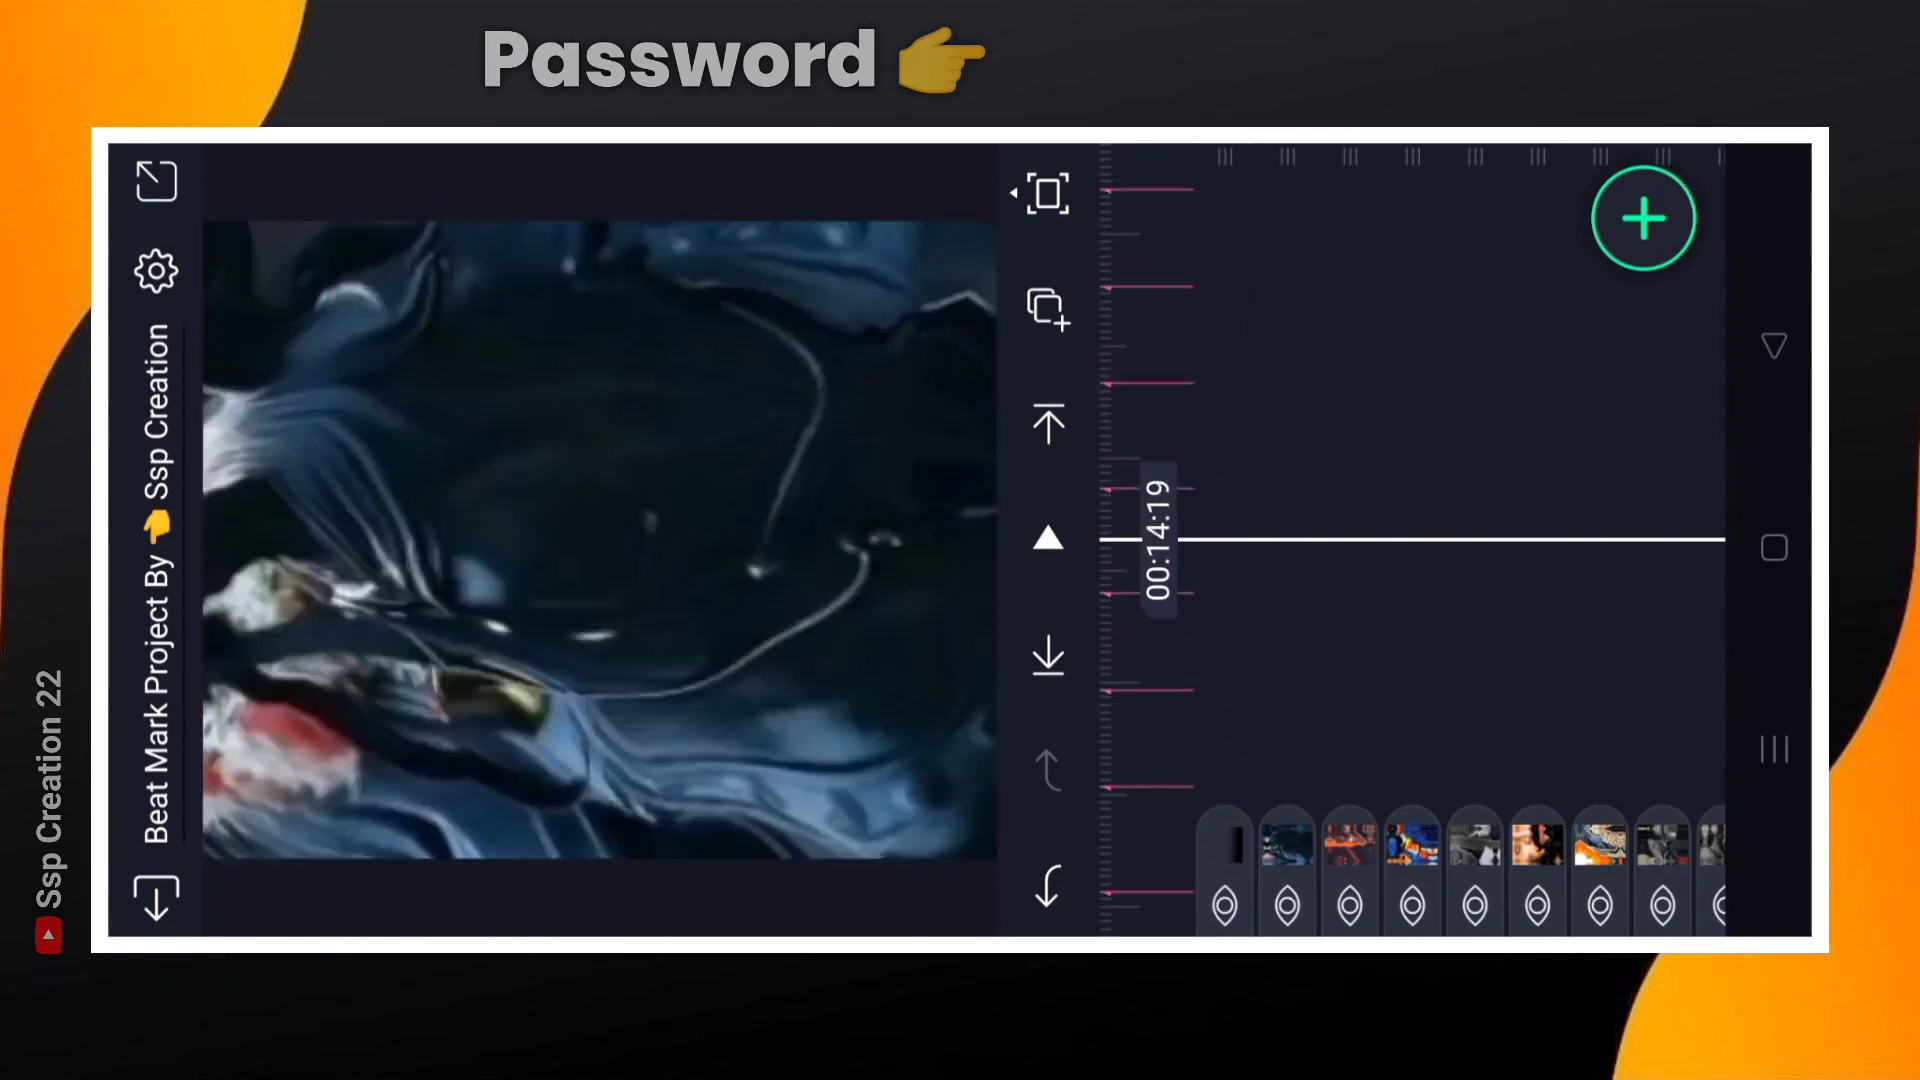 Password 👉
Beat Mark Project By 👈 Ssp Creation
00:14:19
Ssp Creation 22